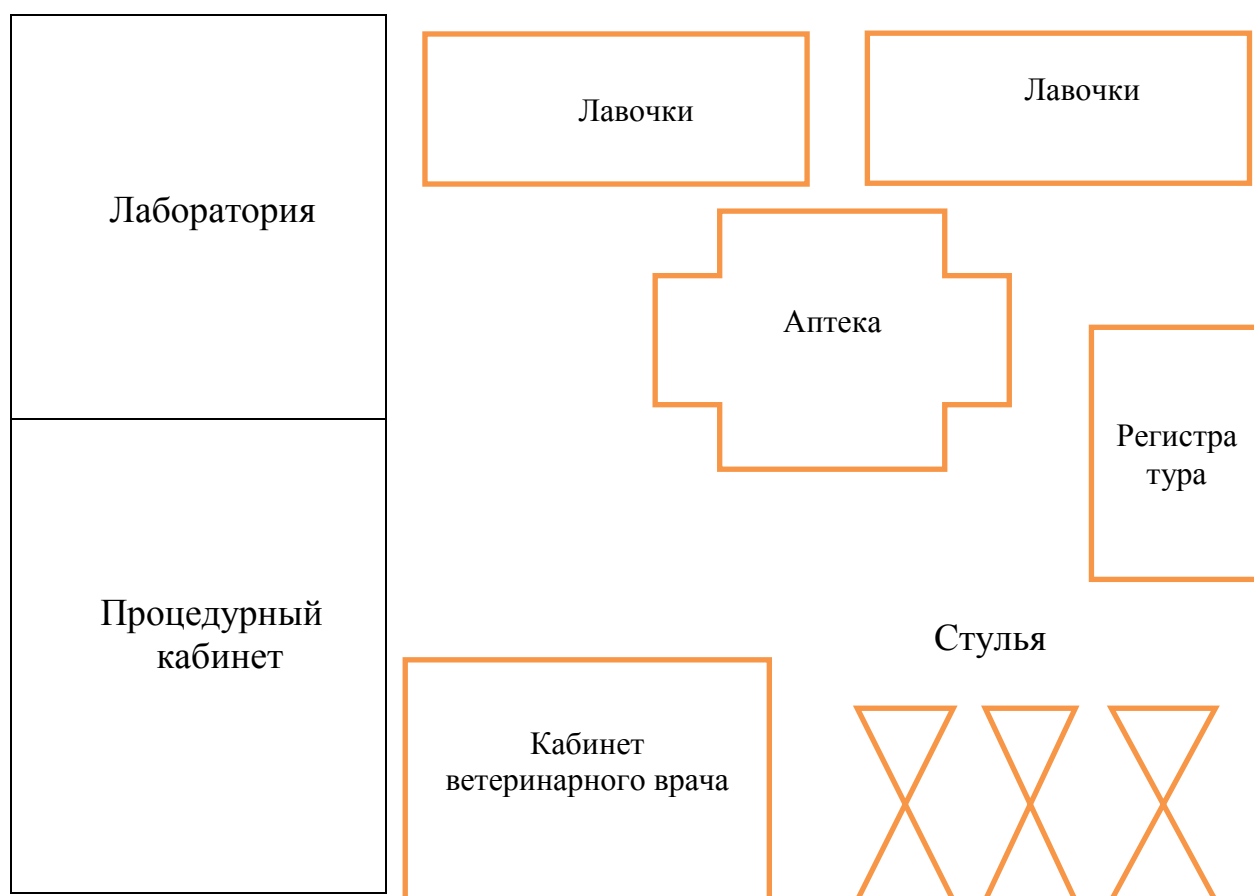 Лавочки
Лавочки
Лаборатория
Аптека
Регистра
тура
Процедурный
кабинет
Стулья
Кабинет
ветеринарного врача